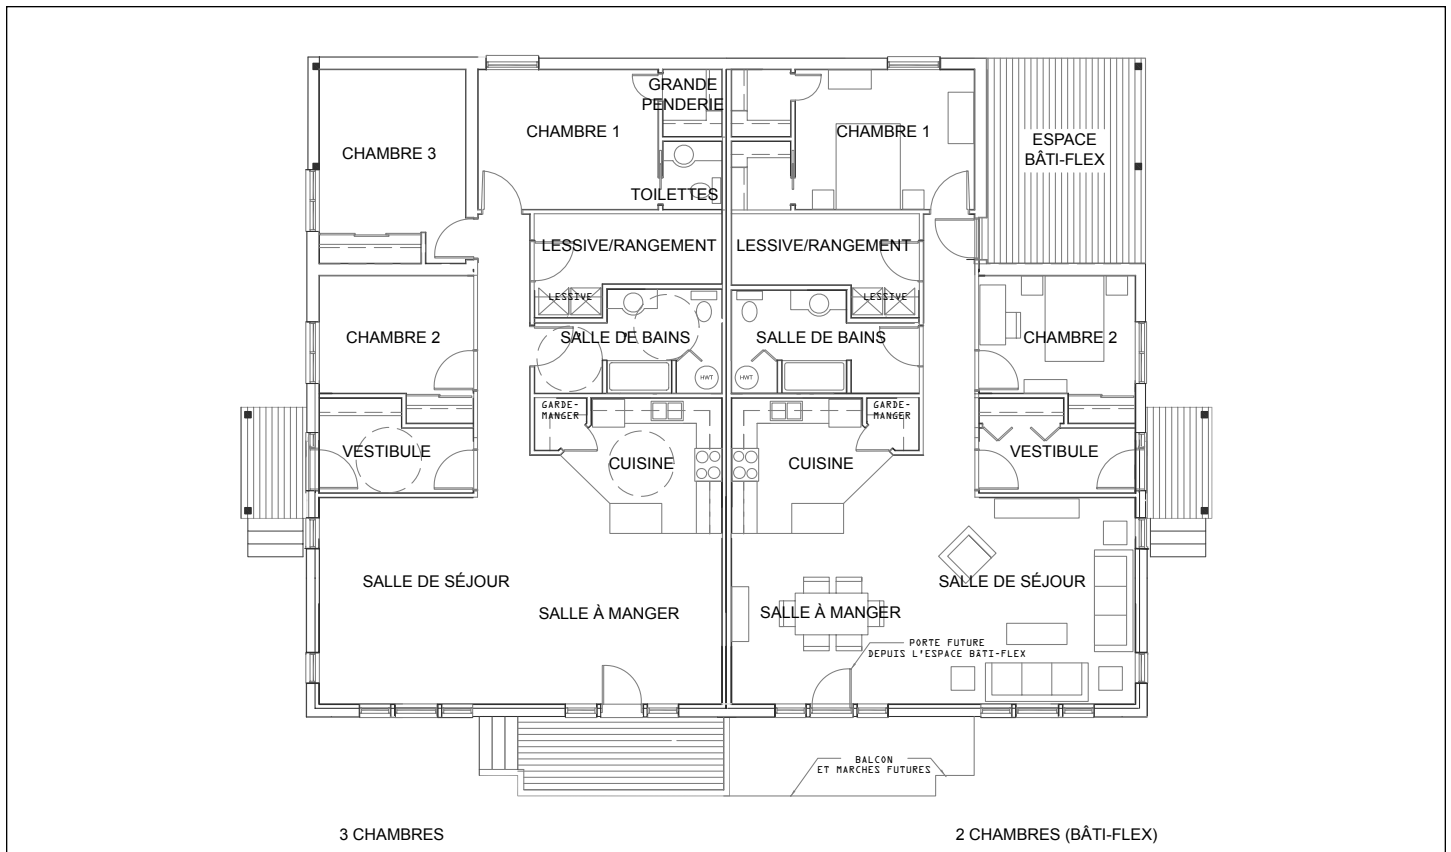 GRANDE
PENDERIE
CHAMBRE 1
CHAMBRE 1
CHAMBRE 3
ESPACE
BÂTI-FLEX
TOILETTES
LESSIVE/RANGEMENT
LESSIVE/RANGEMENT
LESSIVE
LESSIVE
CHAMBRE 2
SALLE DE BAINS
SALLE DE BAINS
CHAMBRE 2
HWT
HWT
GARDE-
MANGER
GARDE-
MANGER
VESTIBULE
CUISINE
CUISINE
VESTIBULE
SALLE DE SÉJOUR
SALLE À MANGER
SALLE À MANGER
SALLE DE SÉJOUR
PORTE FUTURE
DEPUIS L'ESPACE BÂTI-FLEX
BALCON
ET MARCHES FUTURES
3 CHAMBRES
2 CHAMBRES (BÂTI-FLEX)